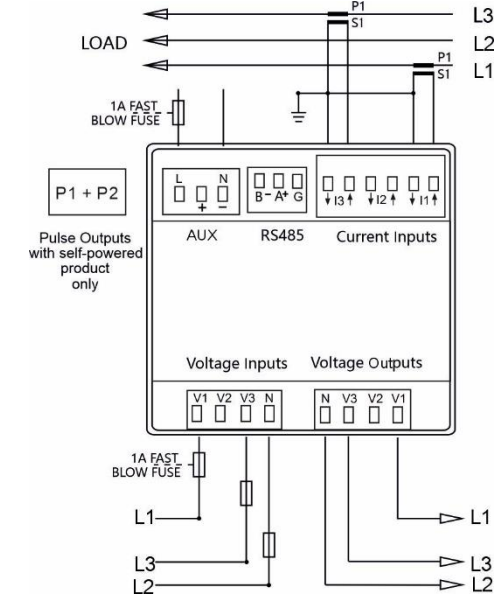 P1
L3
S1
LOAD
L2
P1
L1
S1
1A FAST
BLOW FUSE
L N
+ −
B− A+ G
I3 I2 I1
P1 + P2
AUX RS485 Current Inputs
Pulse Outputs
with self-powered
product
only
Voltage Inputs Voltage Outputs
V1 V2 V3 N
N V3 V2 V1
1A FAST
BLOW FUSE
L1 L1
L3 L3
L2 L2